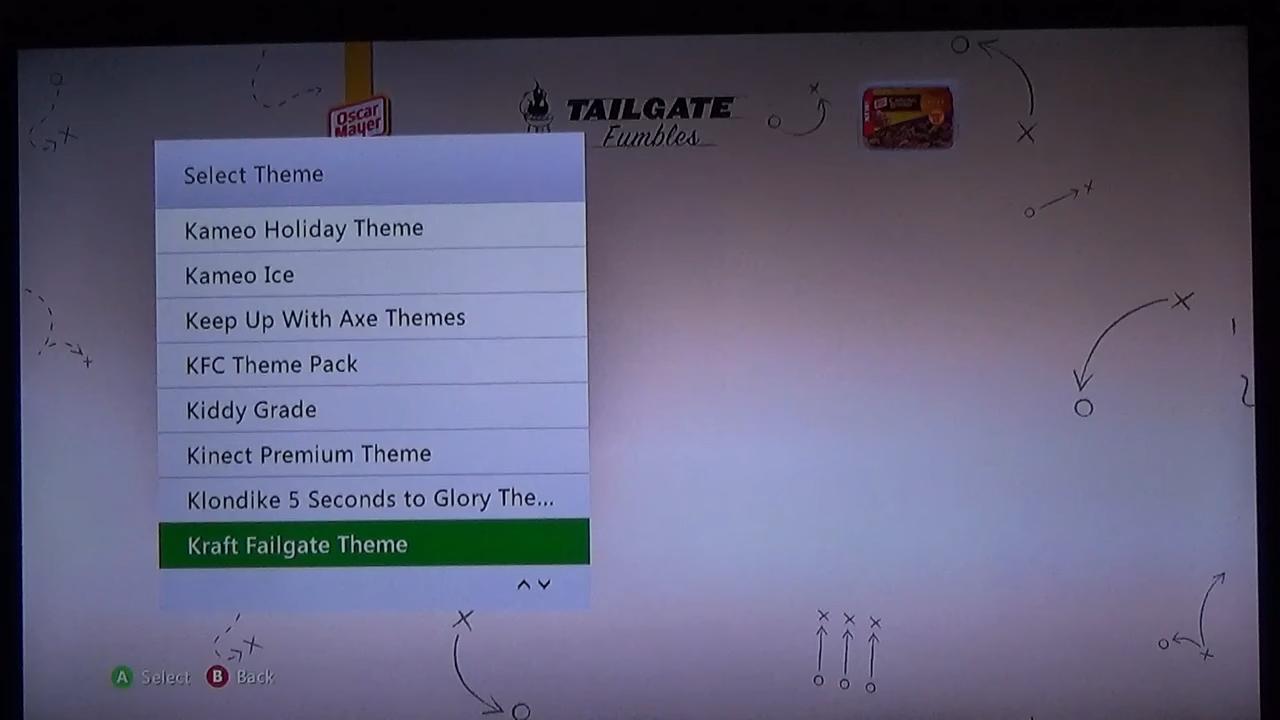 Oscar
Mayer
TAILGATE
Fumbles
Select Theme
Kameo Holiday Theme
Kameo Ice
Keep Up With Axe Themes
KFC Theme Pack
Kiddy Grade
Kinect Premium Theme
Klondike 5 Seconds to Glory The...
Kraft Failgate Theme
A Select B Back